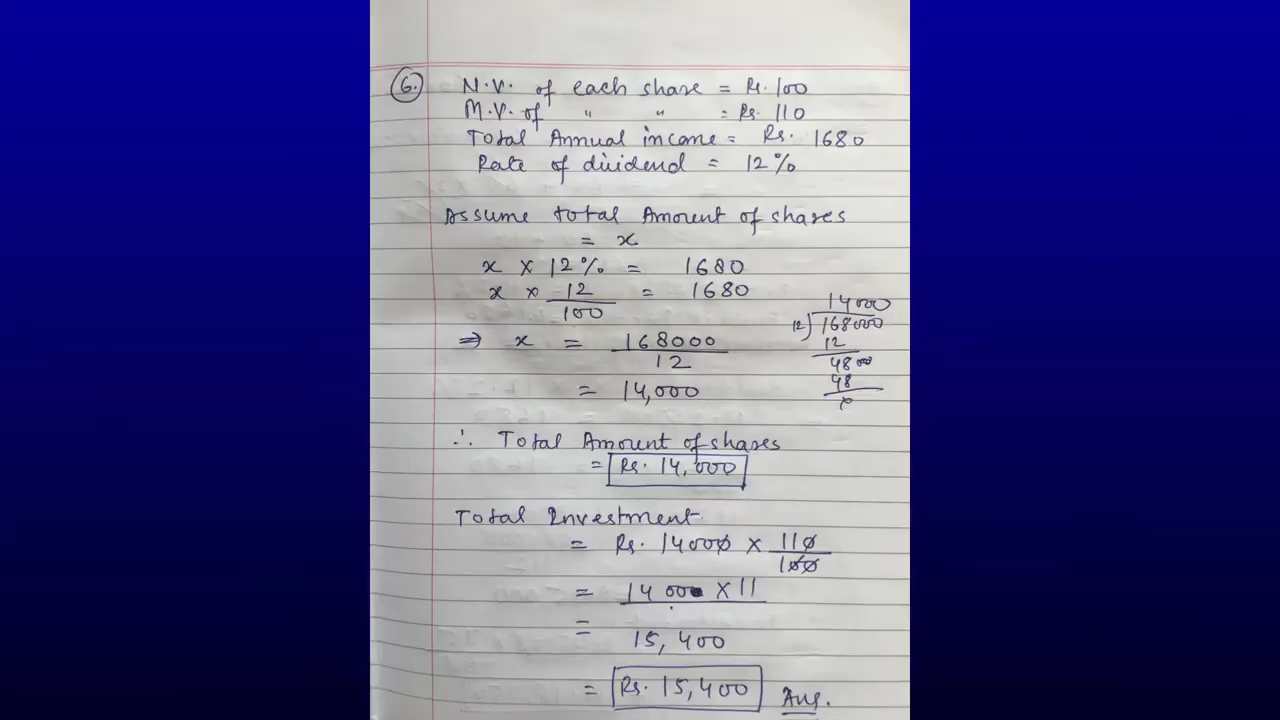 6. N.V. of each share = Rs. 100
M.V. of " " = Rs. 110
Total Annual income = Rs. 1680
Rate of dividend = 12%
Assume total Amount of shares
= x
x × 12% = 1680
x × 12/100 = 1680
⇒ x = 168000/12
= 14,000
14000
12)168000
12
4800
48
x
∴ Total Amount of shares
= Rs. 14,000
Total Investment
= Rs. 14000 × 110/100
= 1400 × 11
=
15,400
= Rs. 15,400 Ans.